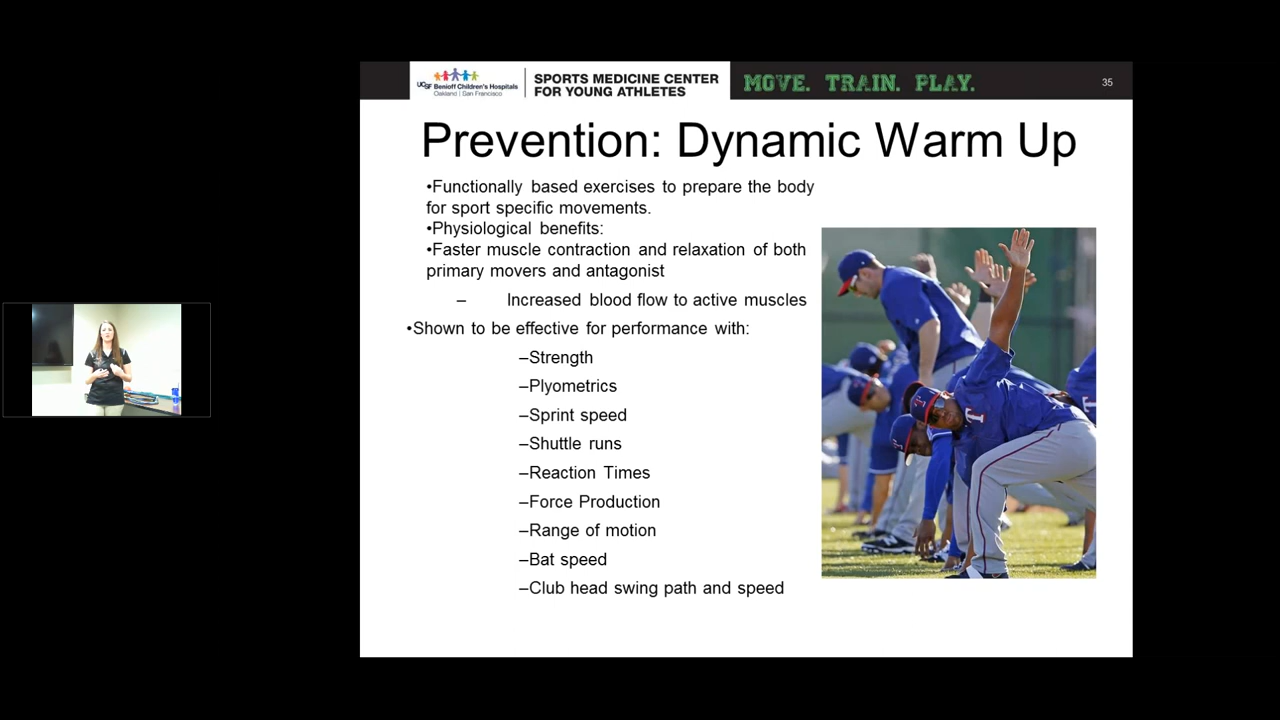 UCSF Benioff Children's Hospitals
Oakland | San Francisco
SPORTS MEDICINE CENTER
FOR YOUNG ATHLETES
MOVE. TRAIN. PLAY.
35
Prevention: Dynamic Warm Up
•Functionally based exercises to prepare the body
for sport specific movements.
•Physiological benefits:
•Faster muscle contraction and relaxation of both
primary movers and antagonist
– Increased blood flow to active muscles
•Shown to be effective for performance with:
–Strength
–Plyometrics
–Sprint speed
–Shuttle runs
–Reaction Times
–Force Production
–Range of motion
–Bat speed
–Club head swing path and speed
T
T
T